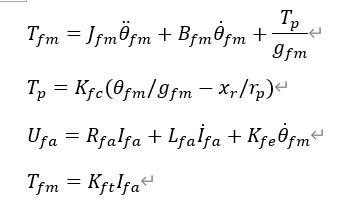 T_{fm} = J_{fm}\ddot{\theta}_{fm} + B_{fm}\dot{\theta}_{fm} + \frac{T_p}{g_{fm}}↵
T_p = K_{fc}(\theta_{fm}/g_{fm} − x_r/r_p)↵
U_{fa} = R_{fa}I_{fa} + L_{fa}\dot{I}_{fa} + K_{fe}\dot{\theta}_{fm}↵
T_{fm} = K_{ft}I_{fa}↵